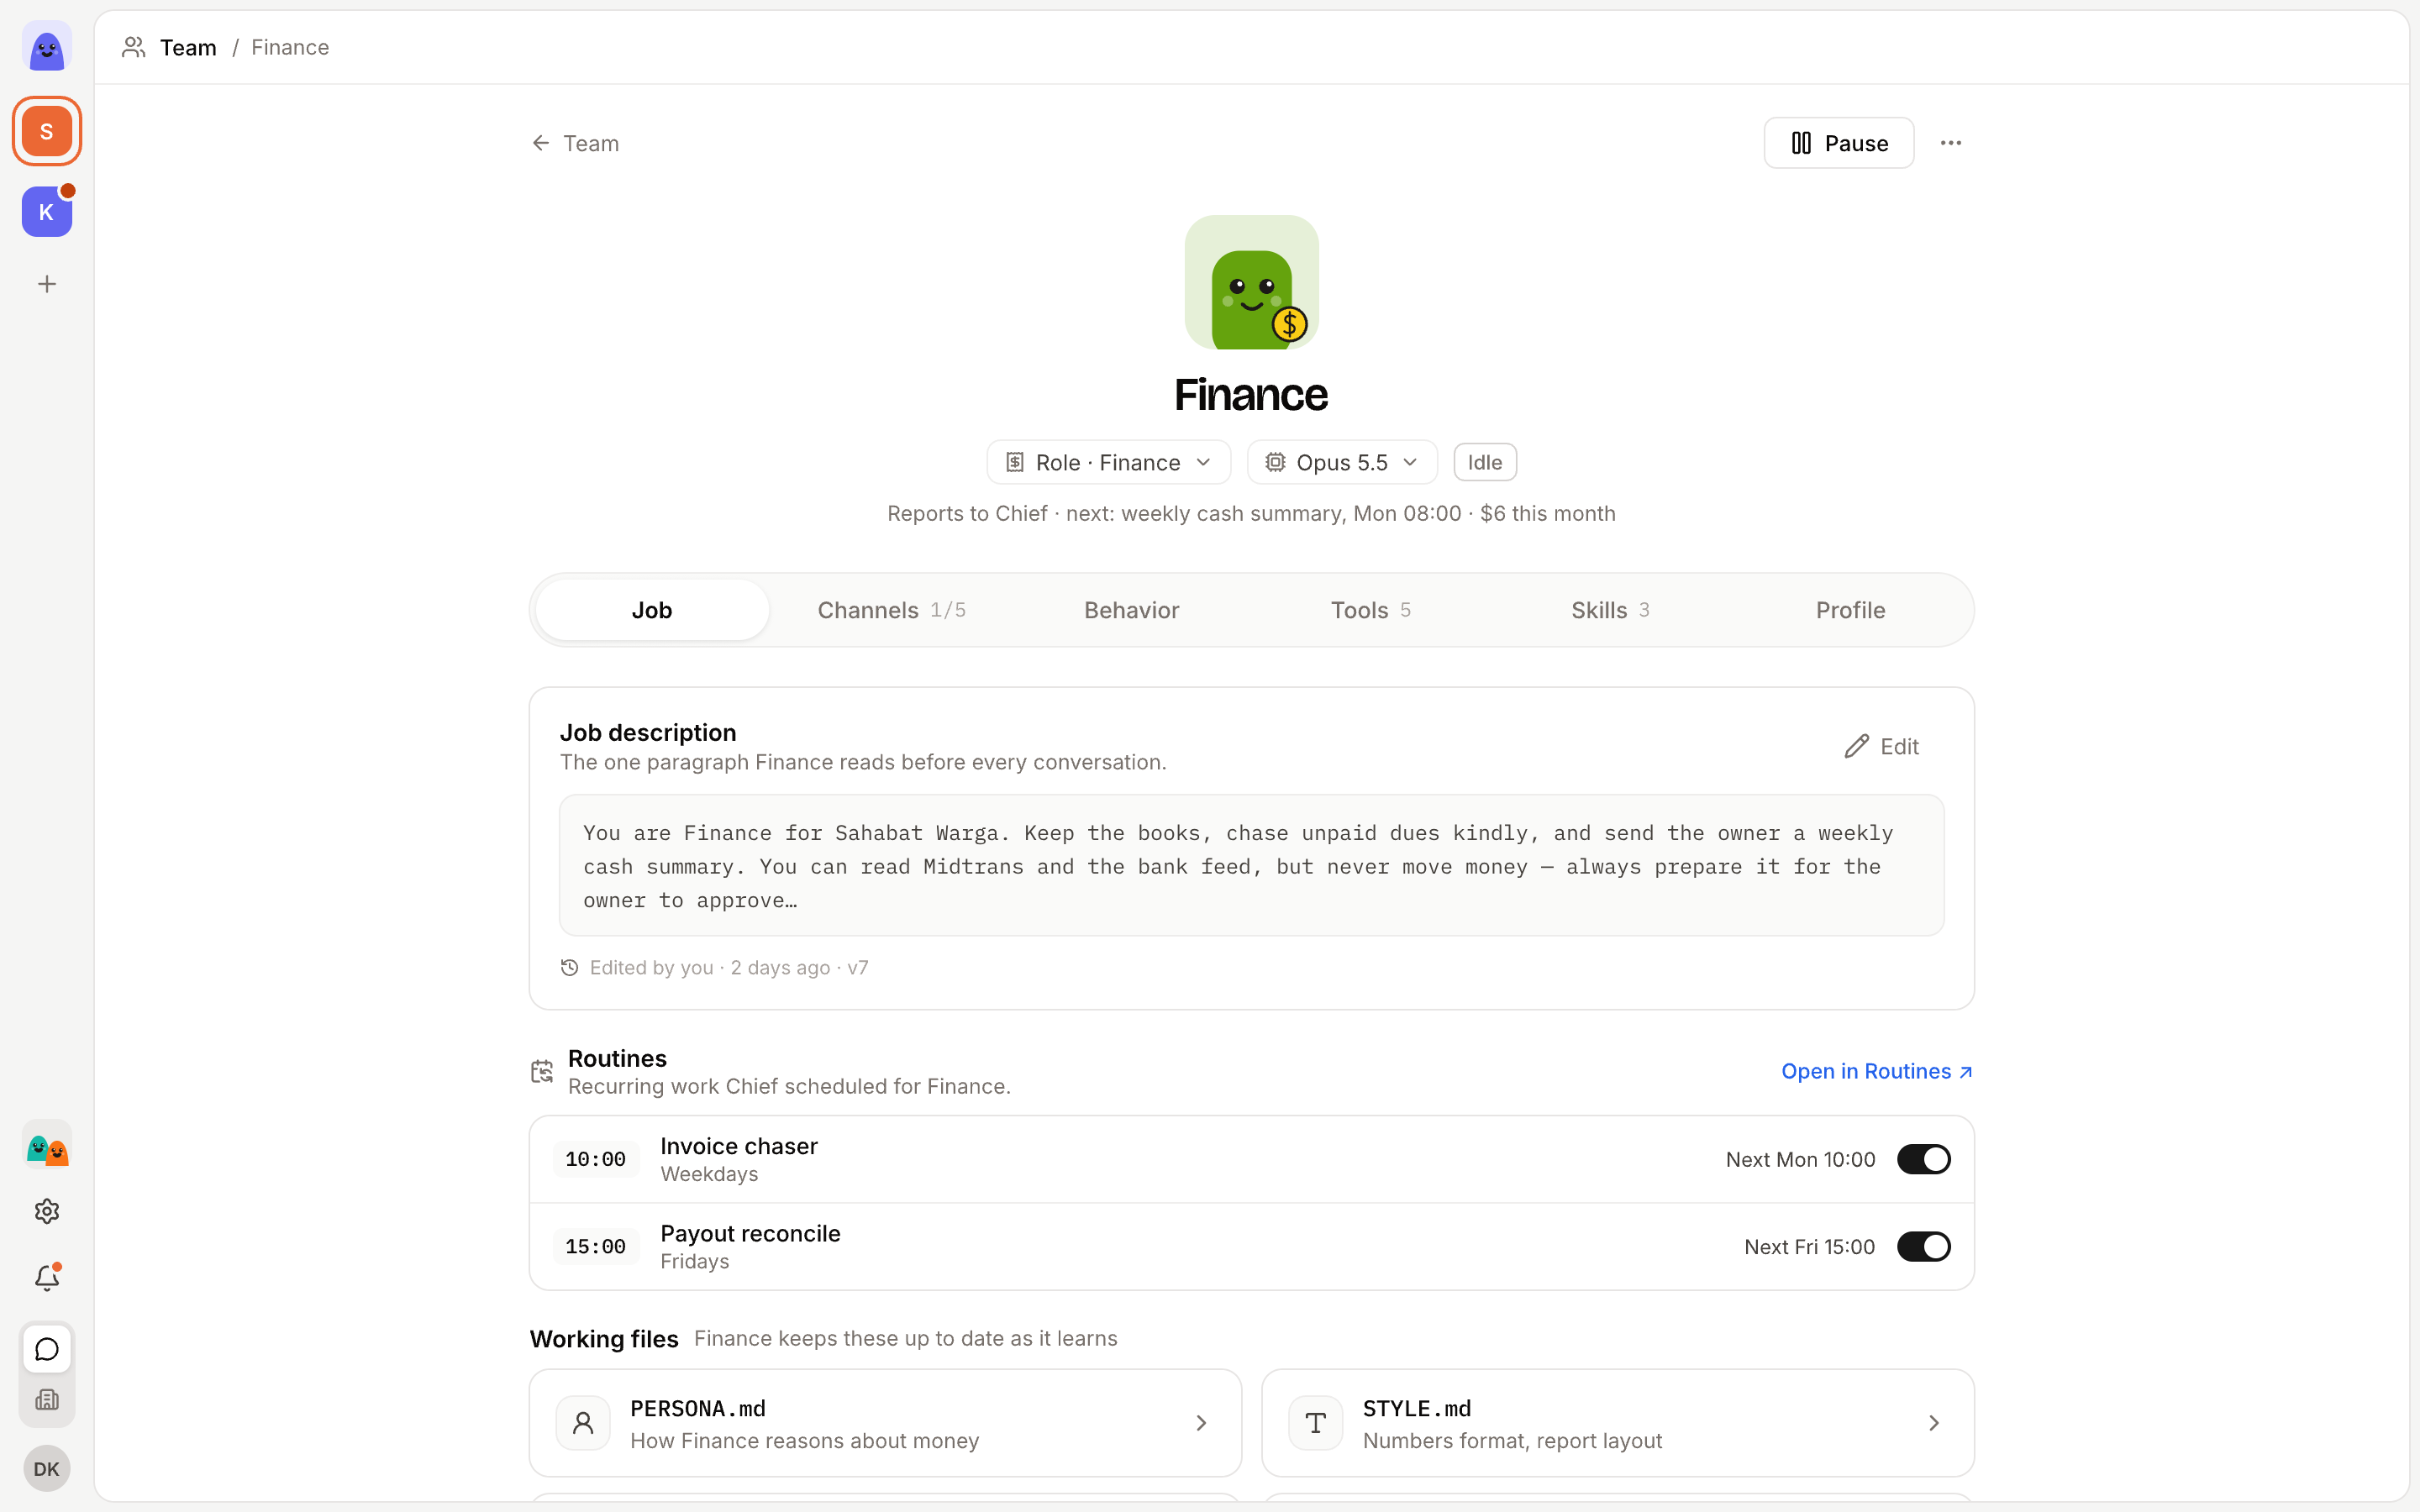 Team / Finance
S
K
Team
Pause
$
Finance
Role · Finance
Opus 5.5
Idle
Reports to Chief · next: weekly cash summary, Mon 08:00 · $6 this month
Job
Channels 1/5
Behavior
Tools 5
Skills 3
Profile
Job description
The one paragraph Finance reads before every conversation.
Edit
You are Finance for Sahabat Warga. Keep the books, chase unpaid dues kindly, and send the owner a weekly
cash summary. You can read Midtrans and the bank feed, but never move money — always prepare it for the
owner to approve…
Edited by you · 2 days ago · v7
Routines
Recurring work Chief scheduled for Finance.
Open in Routines
10:00
Invoice chaser
Weekdays
Next Mon 10:00
15:00
Payout reconcile
Fridays
Next Fri 15:00
Working files Finance keeps these up to date as it learns
PERSONA.md
How Finance reasons about money
STYLE.md
Numbers format, report layout
DK